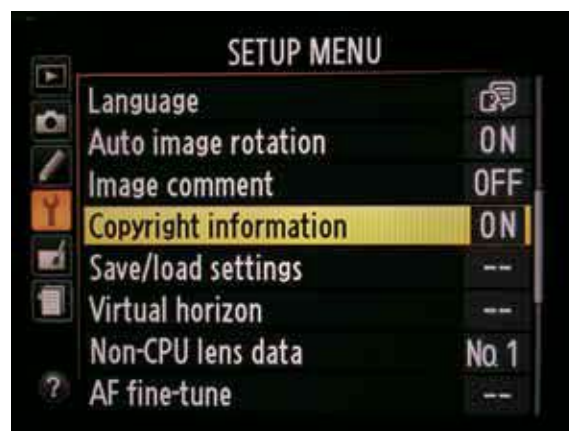 SETUP MENU
Language
Auto image rotation ON
Image comment OFF
Copyright information ON
Save/load settings --
Virtual horizon --
Non-CPU lens data No. 1
AF fine-tune --
?